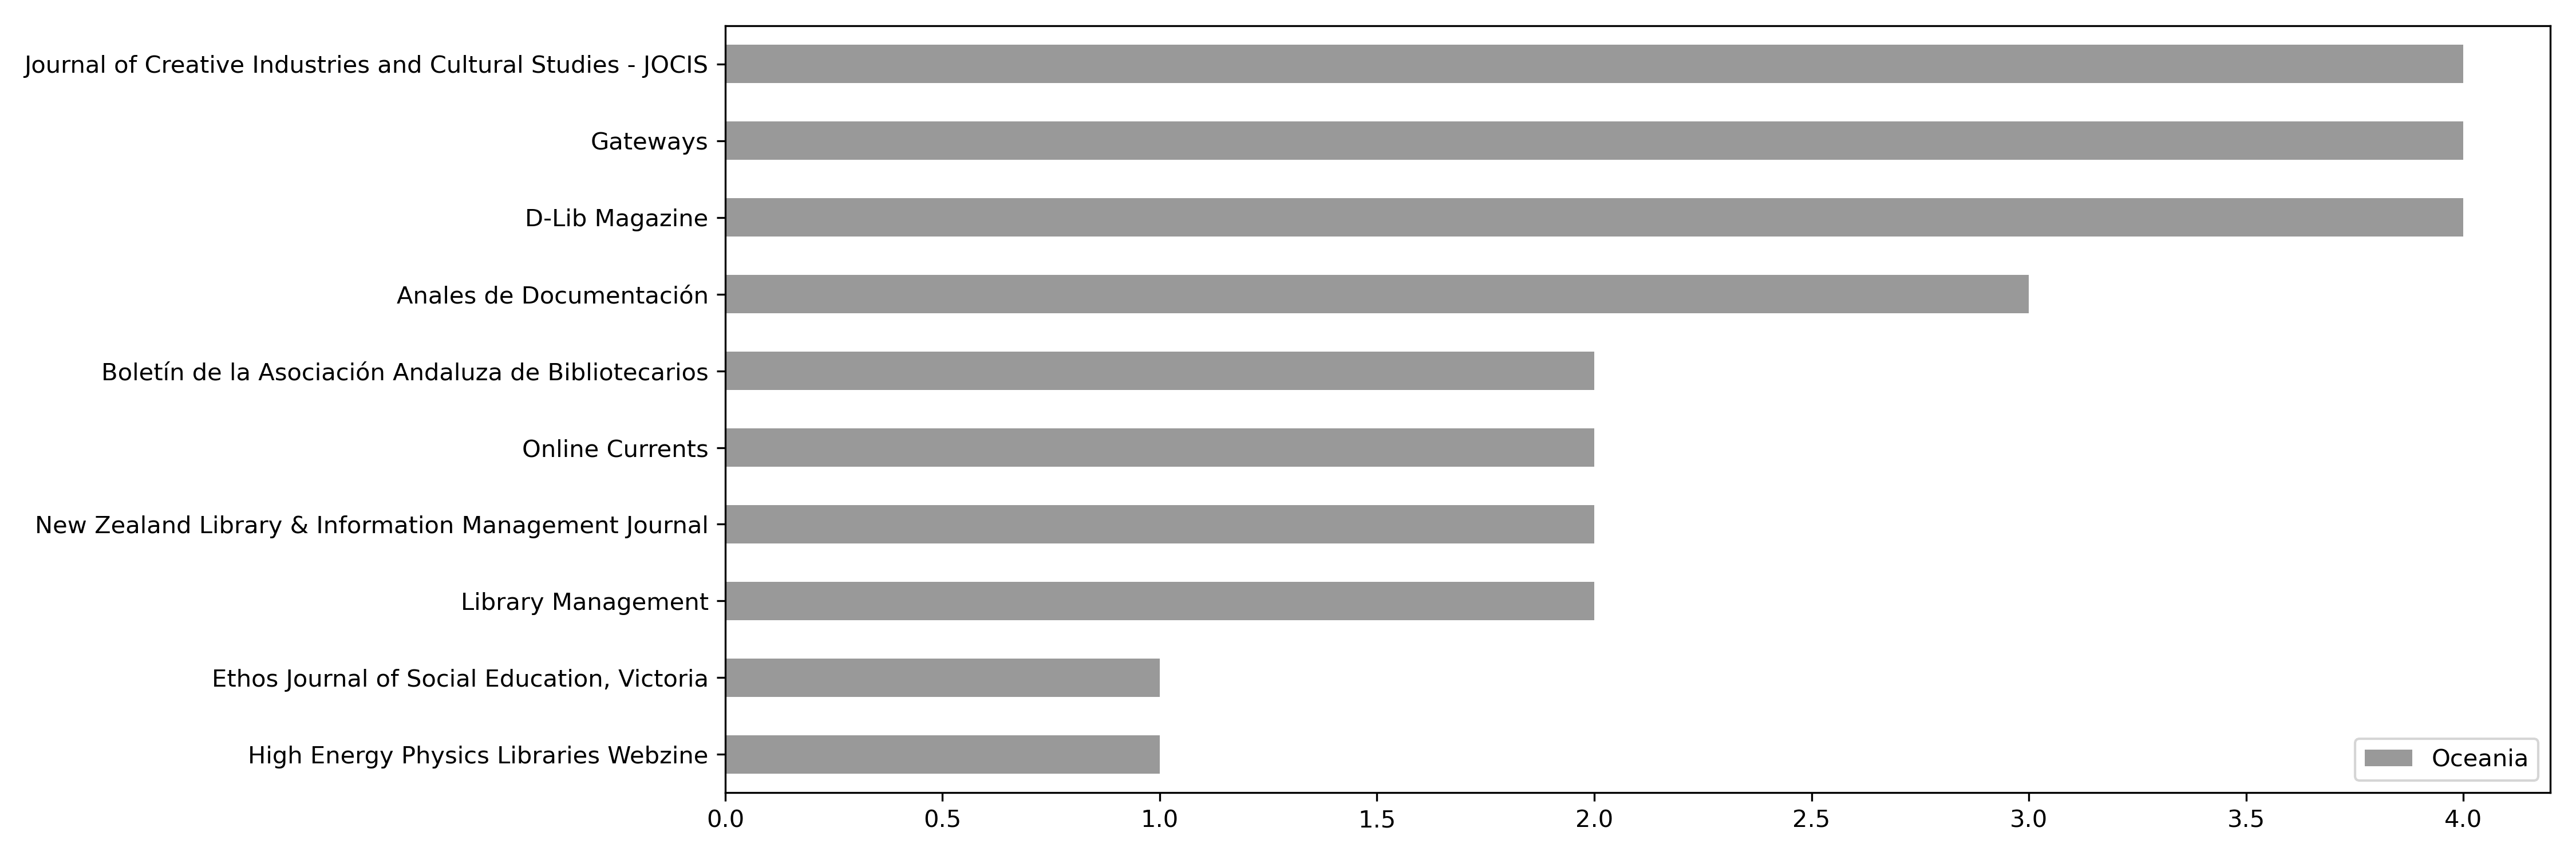 Journal of Creative Industries and Cultural Studies - JOCIS
Gateways
D-Lib Magazine
Anales de Documentación
Boletín de la Asociación Andaluza de Bibliotecarios
Online Currents
New Zealand Library & Information Management Journal
Library Management
Ethos Journal of Social Education, Victoria
High Energy Physics Libraries Webzine
Oceania
0.0 0.5 1.0 1.5 2.0 2.5 3.0 3.5 4.0